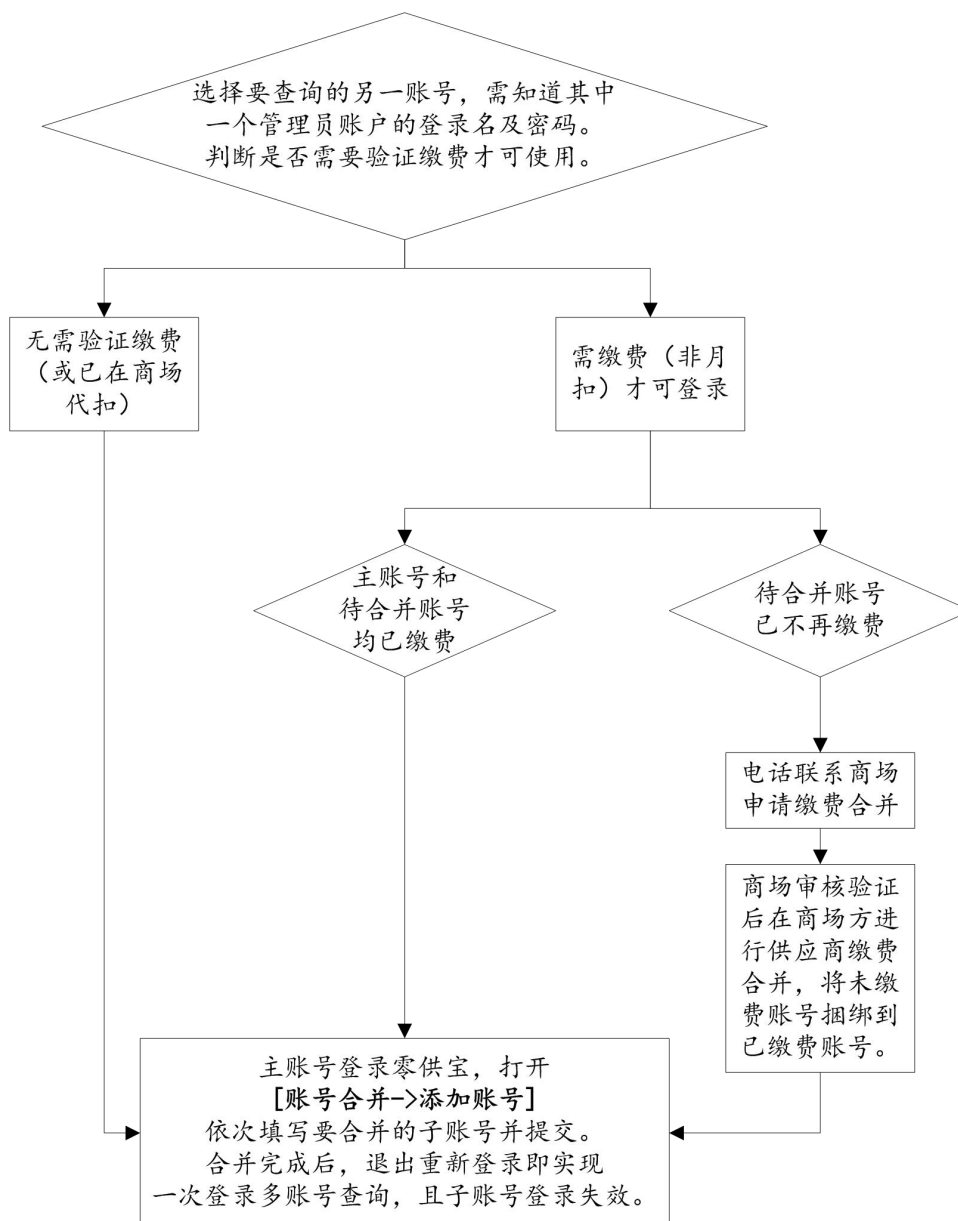 选择要查询的另一账号，需知道其中
一个管理员账户的登录名及密码。
判断是否需要验证缴费才可使用。
无需验证缴费
（或已在商场
代扣）
需缴费（非月
扣）才可登录
主账号和
待合并账号
均已缴费
待合并账号
已不再缴费
电话联系商场
申请缴费合并
商场审核验证
后在商场方进
行供应商缴费
合并，将未缴
费账号捆绑到
已缴费账号。
主账号登录零供宝，打开
[账号合并->添加账号]
依次填写要合并的子账号并提交。
合并完成后，退出重新登录即实现
一次登录多账号查询，且子账号登录失效。